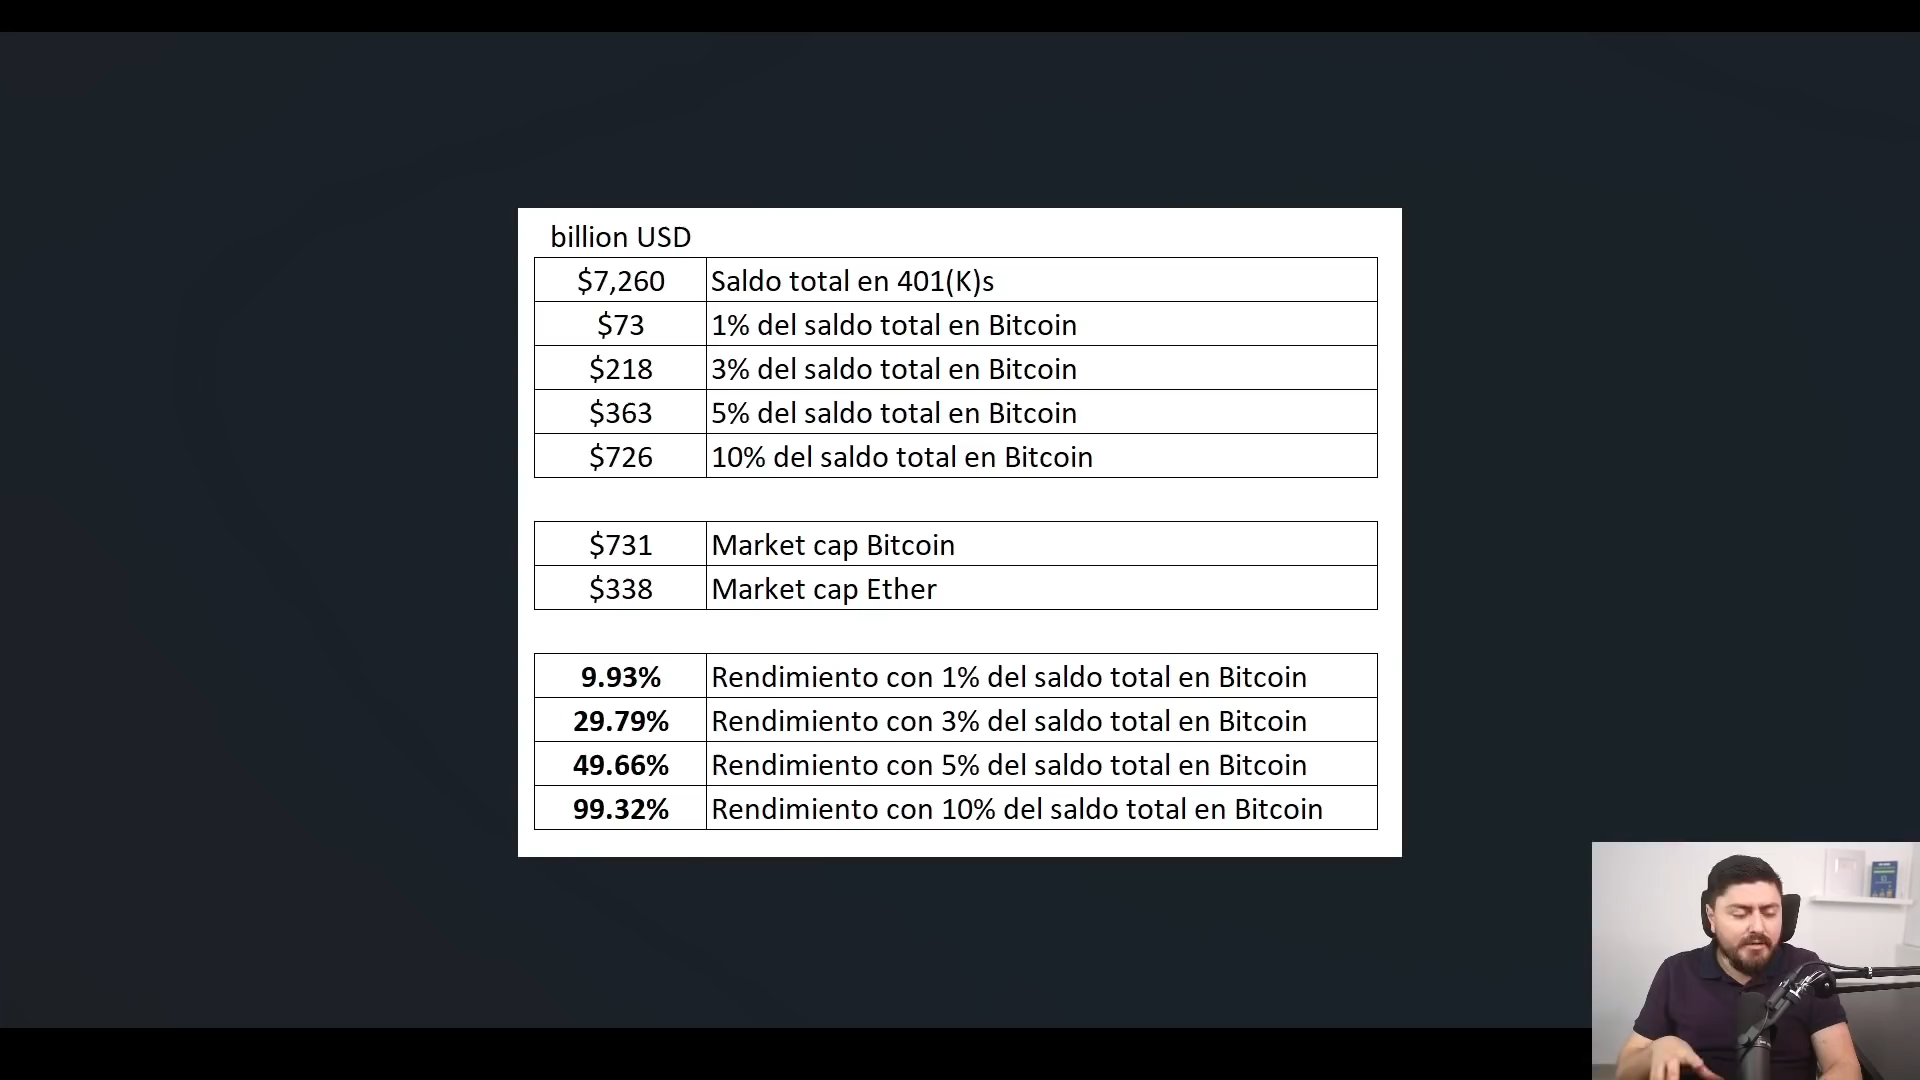 billion USD
$7,260 Saldo total en 401(K)s
$73 1% del saldo total en Bitcoin
$218 3% del saldo total en Bitcoin
$363 5% del saldo total en Bitcoin
$726 10% del saldo total en Bitcoin
$731 Market cap Bitcoin
$338 Market cap Ether
9.93% Rendimiento con 1% del saldo total en Bitcoin
29.79% Rendimiento con 3% del saldo total en Bitcoin
49.66% Rendimiento con 5% del saldo total en Bitcoin
99.32% Rendimiento con 10% del saldo total en Bitcoin